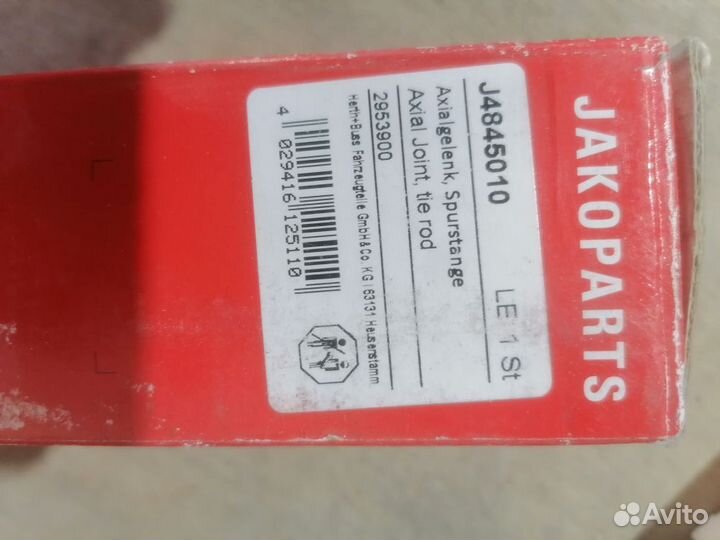 JAKOPARTS
J4845010 LE 1 St
Axialgelenk, Spurstange
Axial Joint, tie rod
2953900
Herth+Buss Fahrzeugteile GmbH&Co. KG | 63131 Heusenstamm
4 029416 125110
Avito